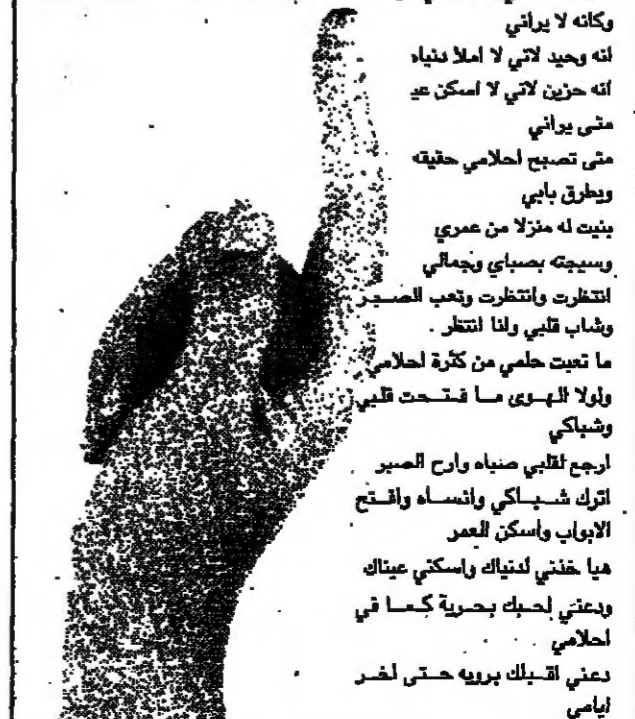 وكانه لا يراني
انه وحيد لاني لا املا دنياه
انه حزين لاني لا اسكن عيـ
متى يراني
متى تصبح احلامي حقيقه
ويطرق بابي
بنيت له منزلا من عمري
وسيجته بصباي وجمالي
انتظرت وانتظرت وتعب الصبر
وشاب قلبي وانا انتظر .
ما تعبت حلمي من كثرة احلامي
ولولا الهوى ما فتحت قلبي
وشباكي
ارجع لقلبي صباه وارح الصبر
اترك شباكي وانساه وافتح
الابواب واسكن العمر
هيا خذني لدنياك واسكني عيناك
ودعني احبك بحرية كما في
احلامي
دعني اقبلك برويه حتى اخر
ايامي